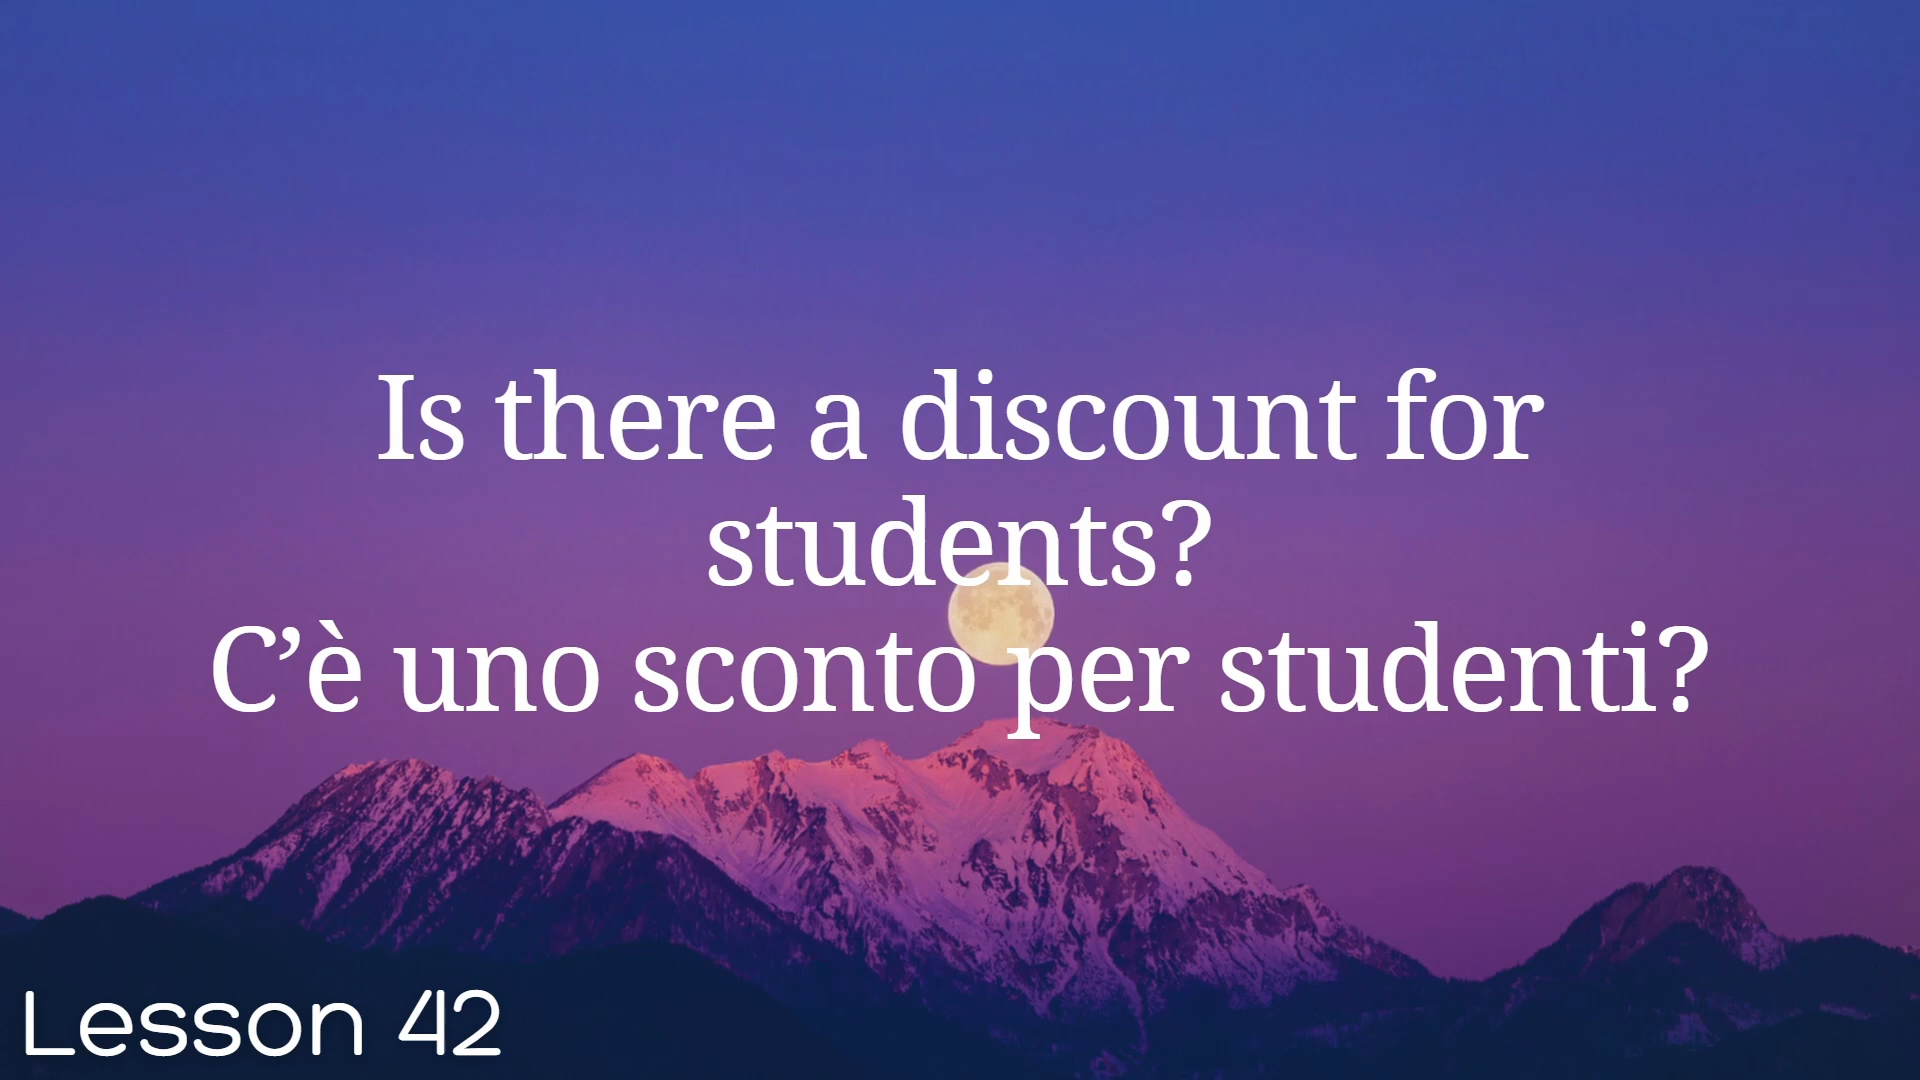 Is there a discount for
students?
C’è uno sconto per studenti?
Lesson 42